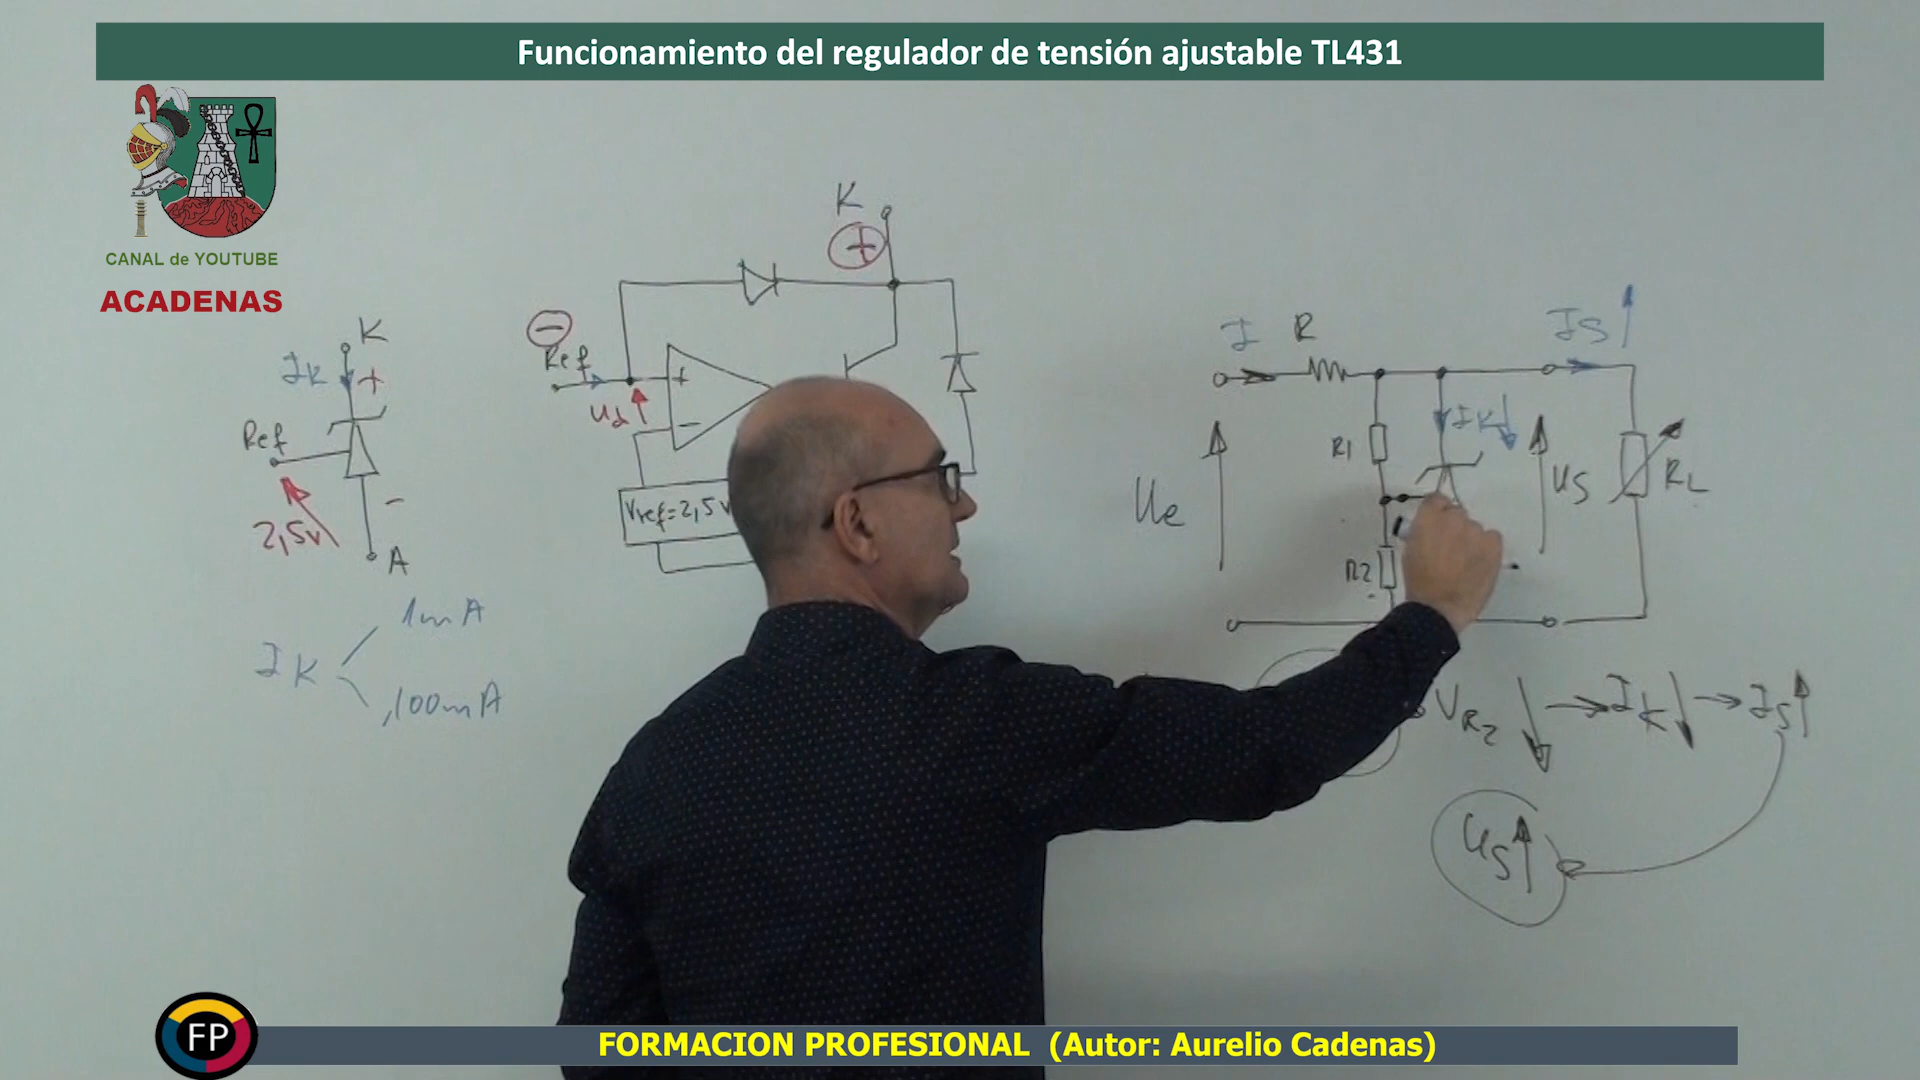 Funcionamiento del regulador de tensión ajustable TL431
CANAL de YOUTUBE
ACADENAS
K
IK
+
Ref
2,5v
-
A
IK
1mA
100mA
K
+
-
Ref
Ud
+
-
Vref=2,5v
I
R
IS
R1
IK
US
RL
Ue
R2
VR2 ↓ → IK ↓ → IS ↑
US ↑
FP
FORMACION PROFESIONAL (Autor: Aurelio Cadenas)